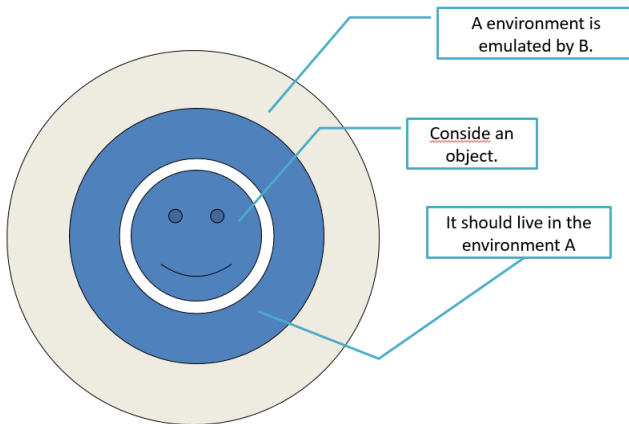 A environment is
emulated by B.
Conside an
object.
It should live in the
environment A